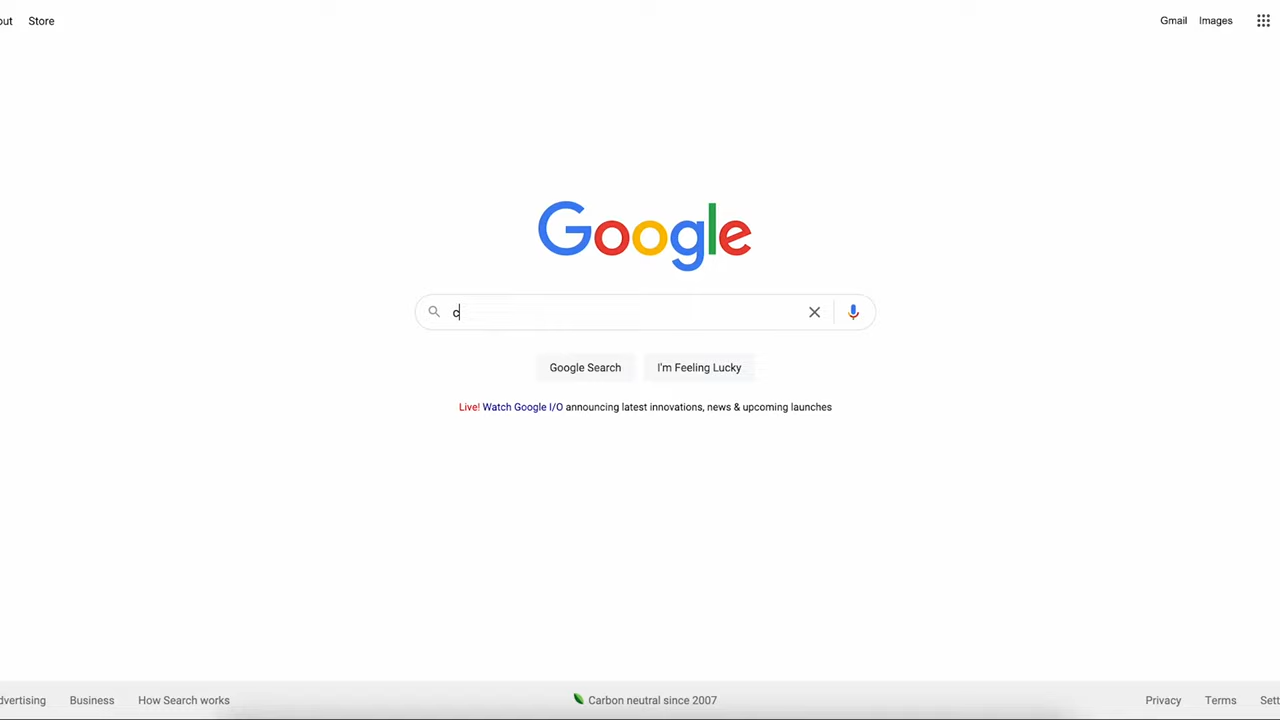 out Store
Gmail Images
Google
c
Google Search I'm Feeling Lucky
Live! Watch Google I/O announcing latest innovations, news & upcoming launches
dvertising Business How Search works
Carbon neutral since 2007
Privacy Terms Sett